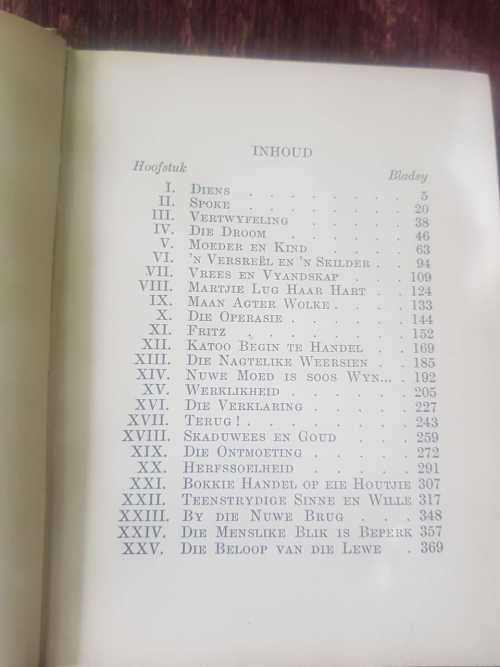 INHOUD
Hoofstuk Bladsy
I. DIENS . . . . . . . . 5
II. SPOKE . . . . . . . 20
III. VERTWYFELING . . . . . 38
IV. DIE DROOM . . . . . . 46
V. MOEDER EN KIND . . . . 63
VI. 'N VERSREËL EN 'N SKILDER . . 94
VII. VREES EN VYANDSKAP . . . 109
VIII. MARTJIE LUG HAAR HART . . 124
IX. MAAN AGTER WOLKE . . . . 133
X. DIE OPERASIE . . . . . 144
XI. FRITZ . . . . . . . 152
XII. KATOO BEGIN TE HANDEL . . 169
XIII. DIE NAGTELIKE WEERSIEN . . 185
XIV. NUWE MOED IS SOOS WYN... . 192
XV. WERKLIKHEID . . . . . 205
XVI. DIE VERKLARING . . . . . 227
XVII. TERUG! . . . . . . . 243
XVIII. SKADUWEES EN GOUD . . . 259
XIX. DIE ONTMOETING . . . . 272
XX. HERFSSOELHEID . . . . . 291
XXI. BOKKIE HANDEL OP EIE HOUTJIE 307
XXII. TEENSTRYDIGE SINNE EN WILLE 317
XXIII. BY DIE NUWE BRUG . . . 348
XXIV. DIE MENSLIKE BLIK IS BEPERK 357
XXV. DIE BELOOP VAN DIE LEWE . 369